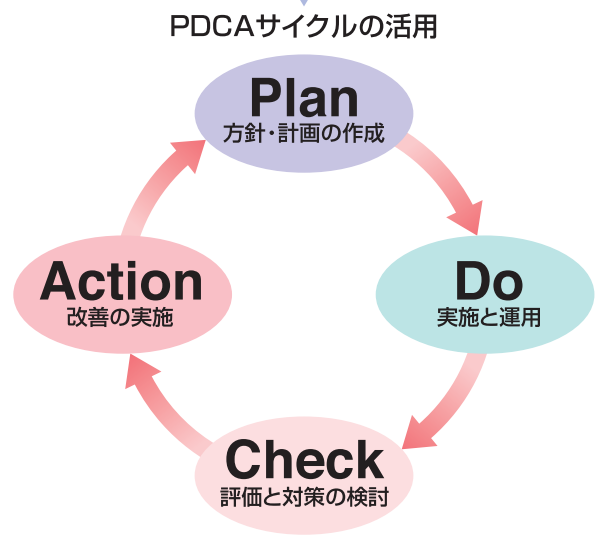 PDCAサイクルの活用
Plan
方針・計画の作成
Do
実施と運用
Check
評価と対策の検討
Action
改善の実施